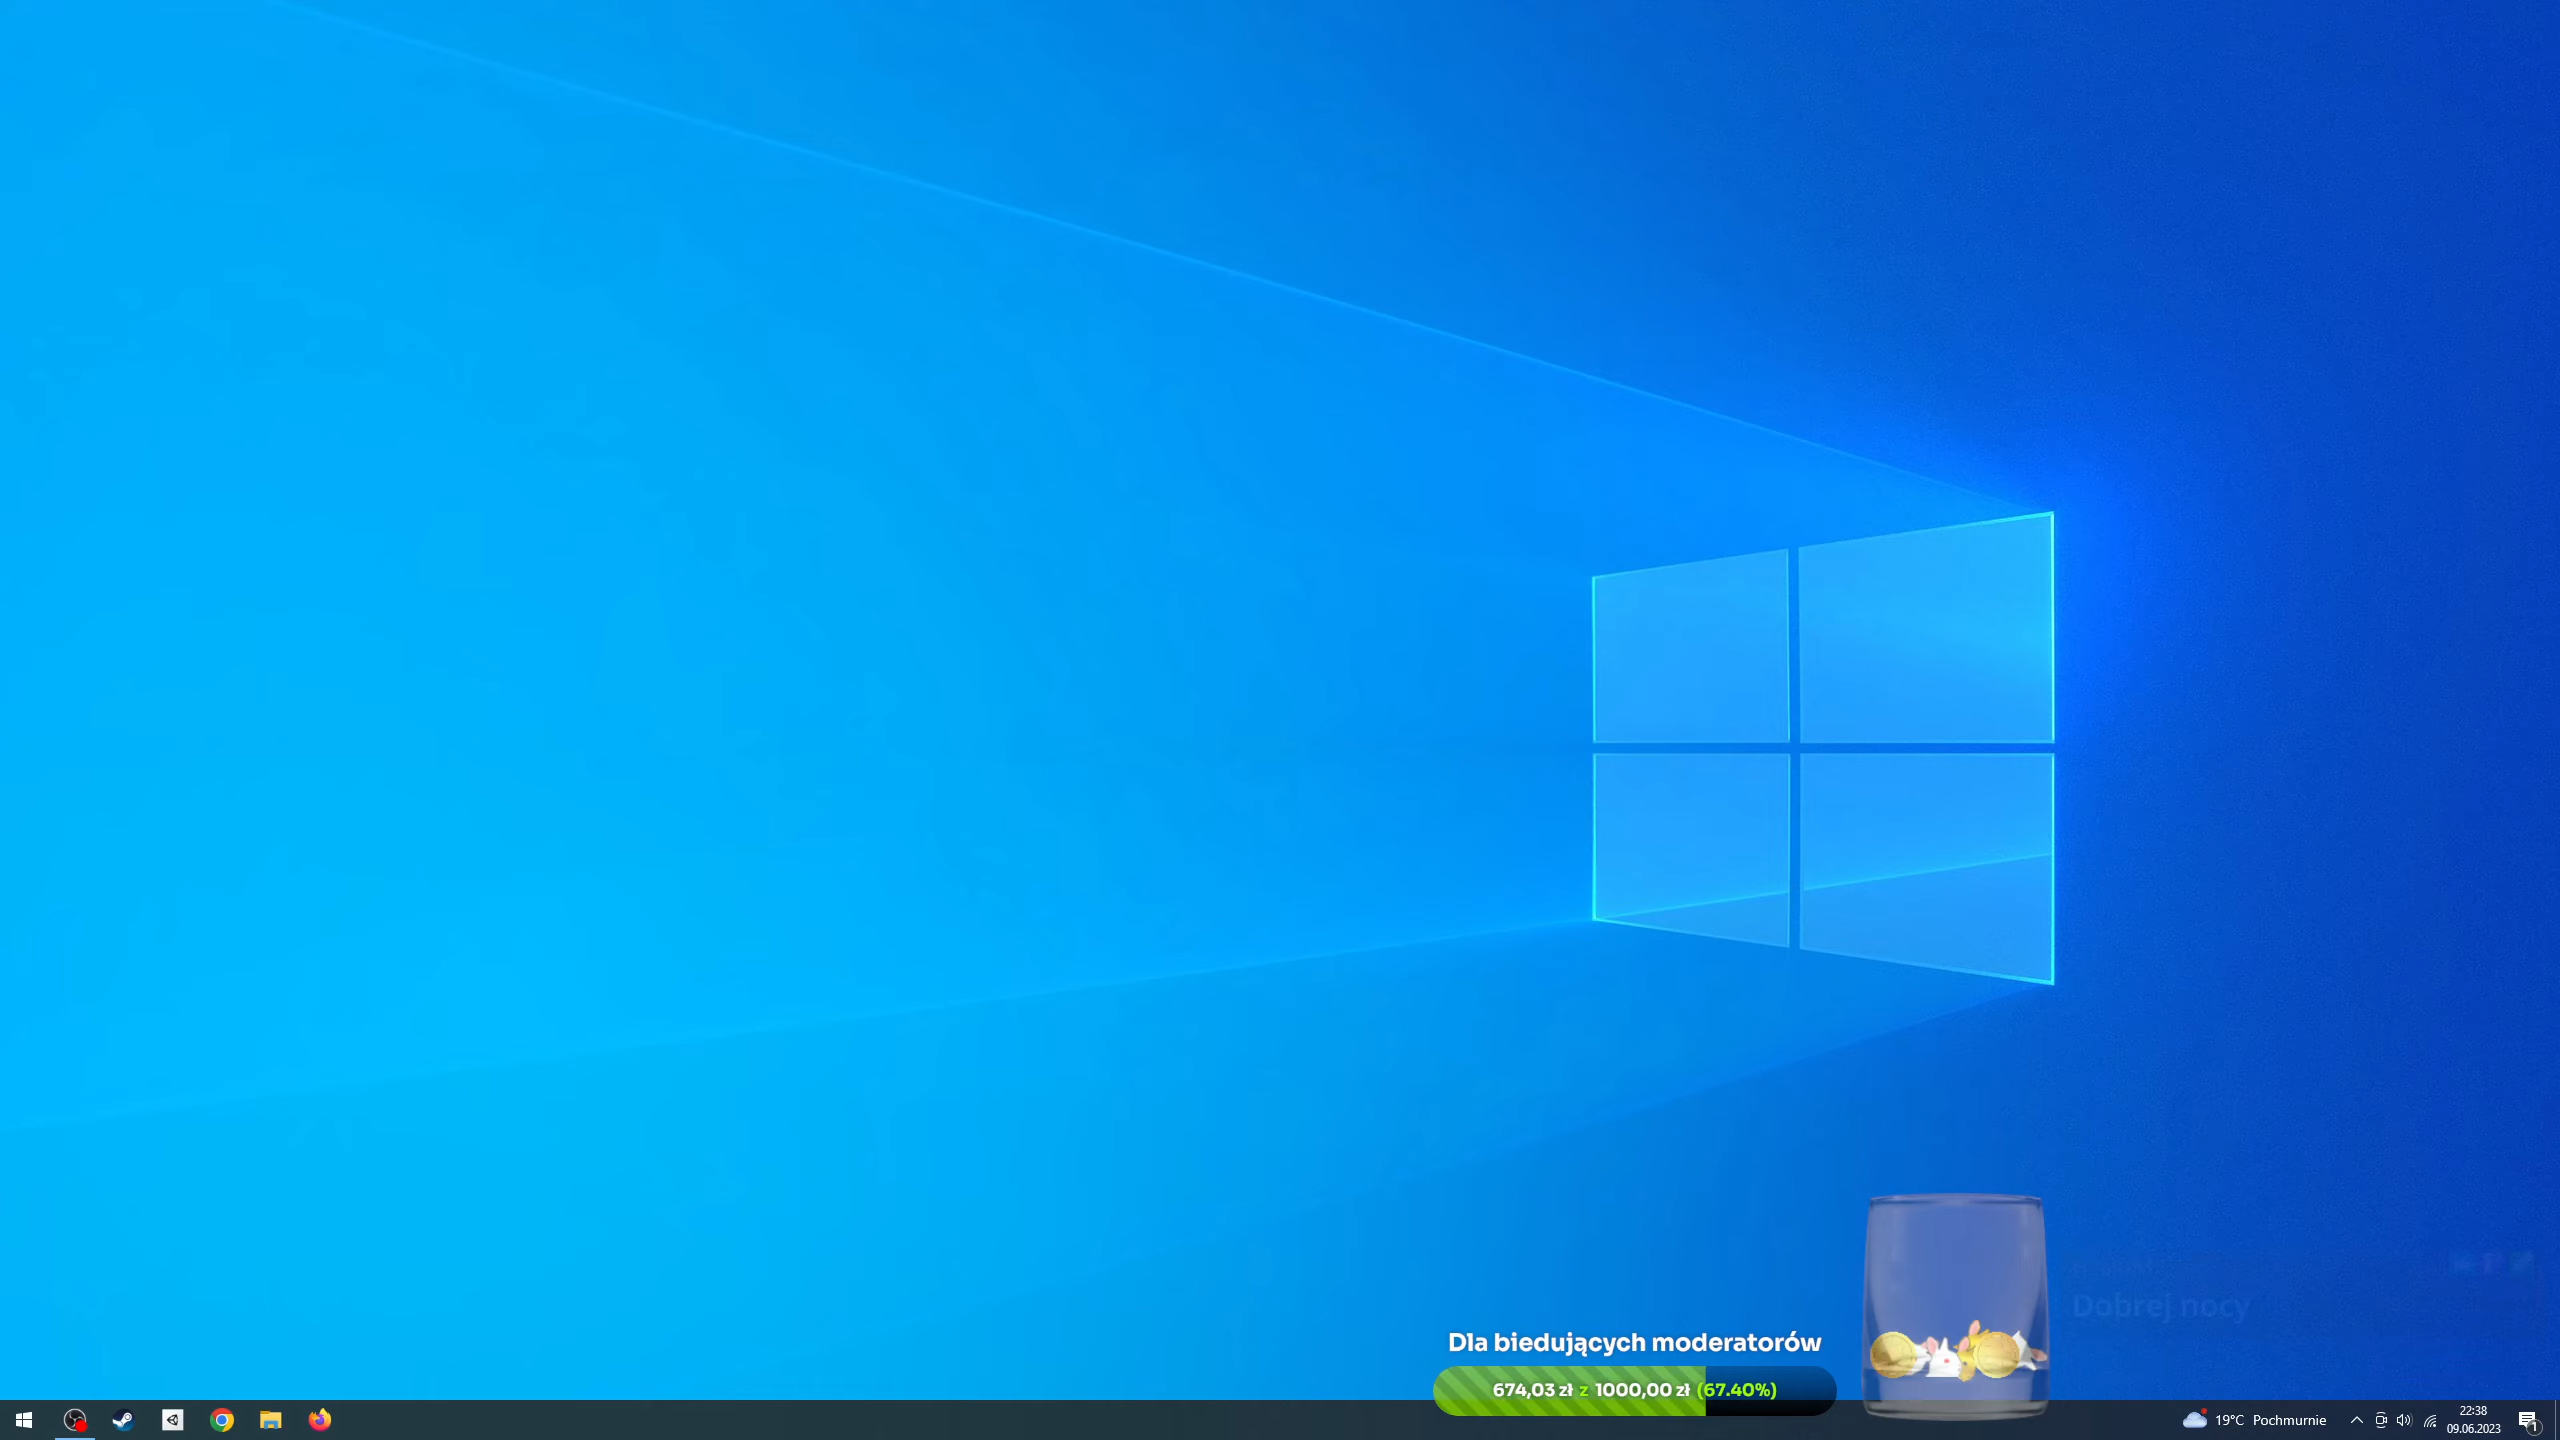 Dobrej nocy
Dla biedujących moderatorów
674,03 zł z 1000,00 zł (67.40%)
19°C Pochmurnie
22:38
09.06.2023
1